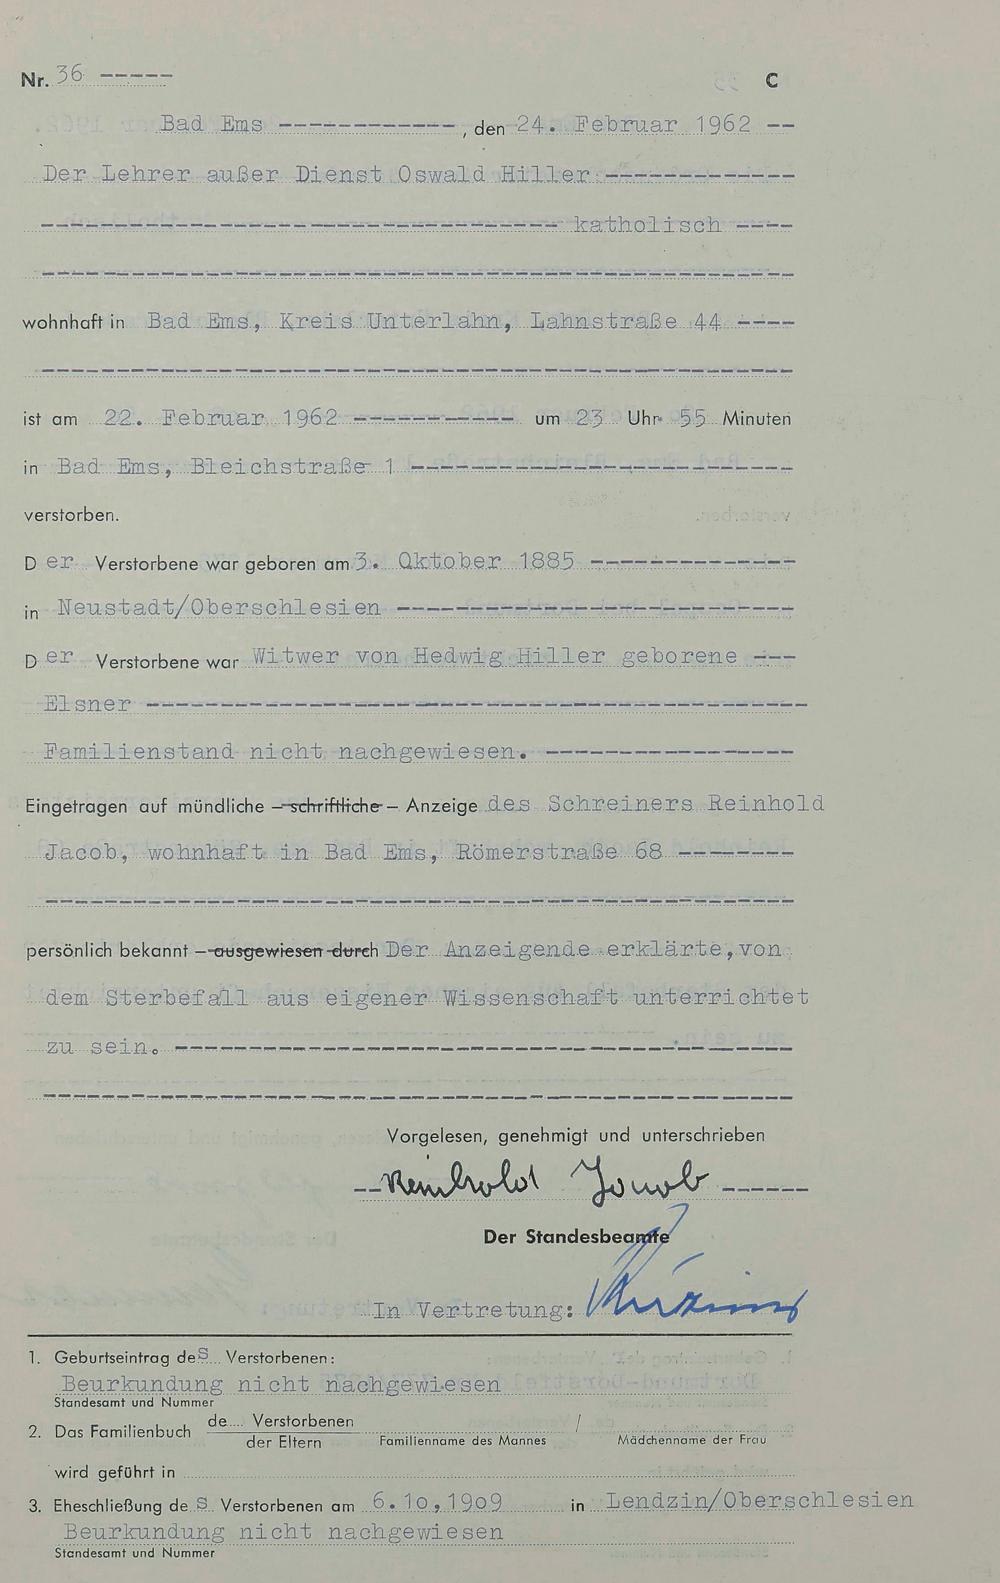 Nr. 36 ----- C
Bad Ems ------------, den 24. Februar 1962 --
Der Lehrer außer Dienst Oswald Hiller -------------
katholisch ----
wohnhaft in Bad Ems, Kreis Unterlahn, Lahnstraße 44 ----
ist am 22. Februar 1962 ----------- um 23 Uhr 55 Minuten
in Bad Ems, Bleichstraße 1 --------------------------
verstorben.
Der Verstorbene war geboren am 3. Oktober 1885 --------------
in Neustadt/Oberschlesien ---------------------------
Der Verstorbene war Witwer von Hedwig Hiller geborene ---
Elsner ---------------------------------------------
Familienstand nicht nachgewiesen. -----------------
Eingetragen auf mündliche – schriftliche – Anzeige des Schreiners Reinhold
Jacob, wohnhaft in Bad Ems, Römerstraße 68 --------
persönlich bekannt – ausgewiesen durch Der Anzeigende erklärte, von
dem Sterbefall aus eigener Wissenschaft unterrichtet
zu sein. ------------------------------------------
Vorgelesen, genehmigt und unterschrieben
--Reinhold Jacob ------
Der Standesbeamte
In Vertretung:
1. Geburtseintrag des Verstorbenen:
Beurkundung nicht nachgewiesen
Standesamt und Nummer
2. Das Familienbuch de.... Verstorbenen /
der Eltern Familienname des Mannes Mädchenname der Frau
wird geführt in
3. Eheschließung des Verstorbenen am 6.10.1909 in Lendzin/Oberschlesien
Beurkundung nicht nachgewiesen
Standesamt und Nummer